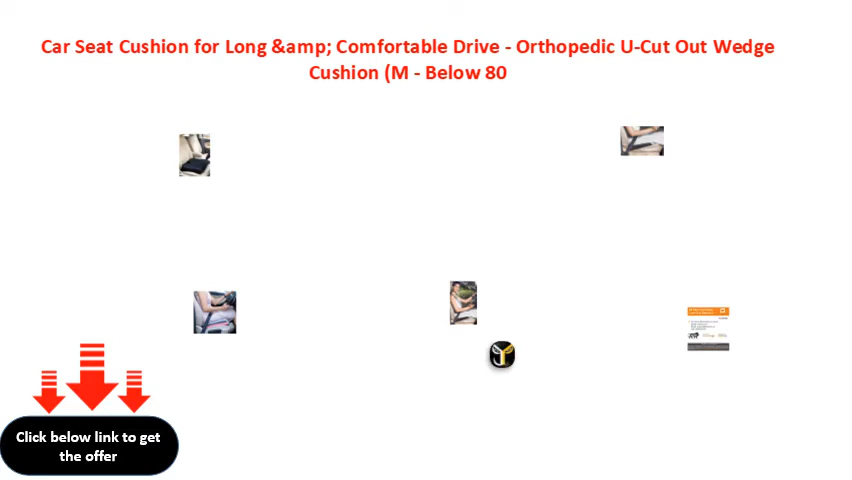 Car Seat Cushion for Long &amp; Comfortable Drive - Orthopedic U-Cut Out Wedge
Cushion (M - Below 80
Click below link to get
the offer